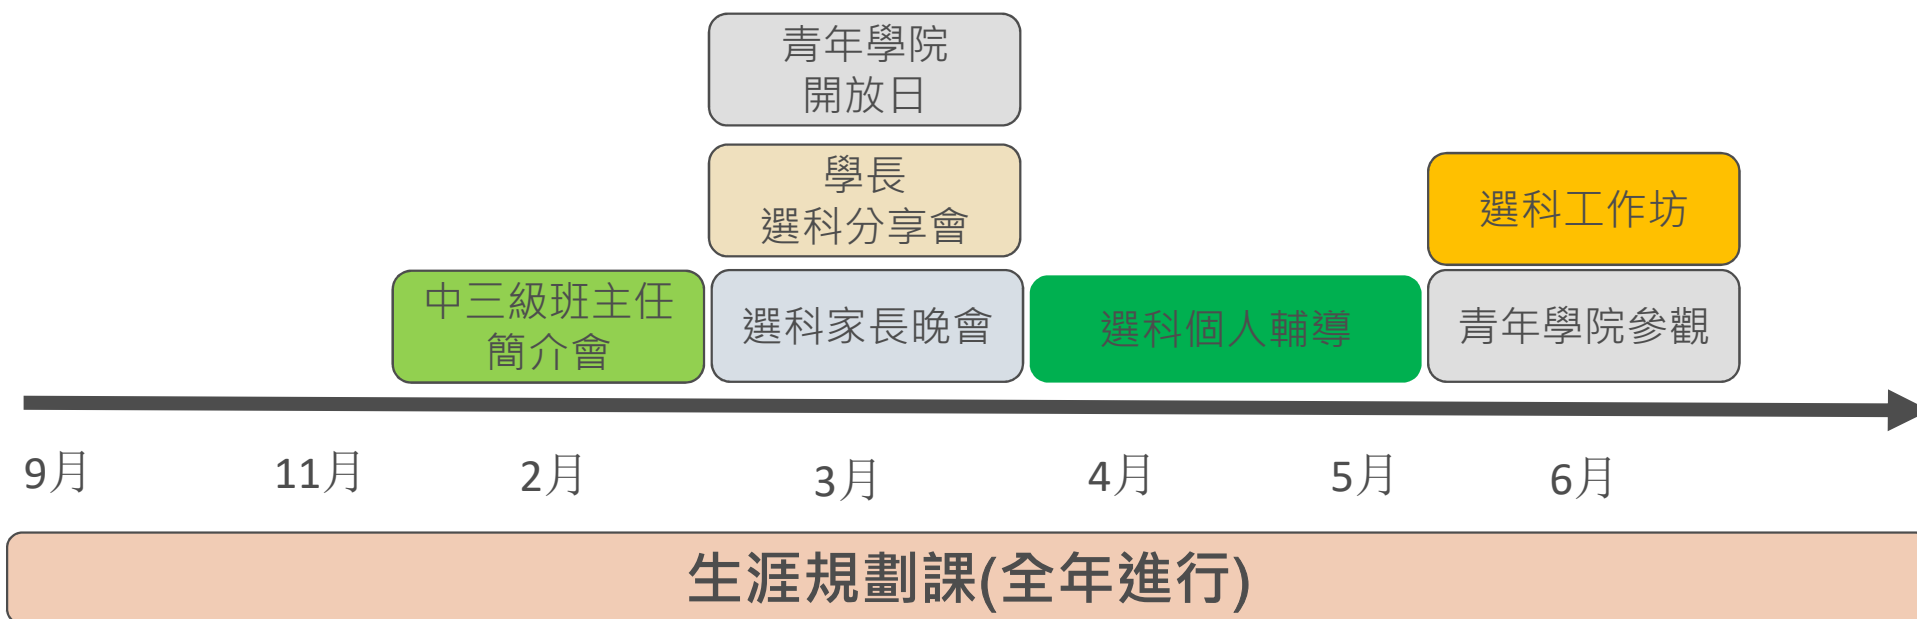 青年學院
開放日
學長
選科分享會
選科工作坊
中三級班主任
簡介會
選科家長晚會
選科個人輔導
青年學院參觀
9月
11月
2月
3月
4月
5月
6月
生涯規劃課(全年進行)